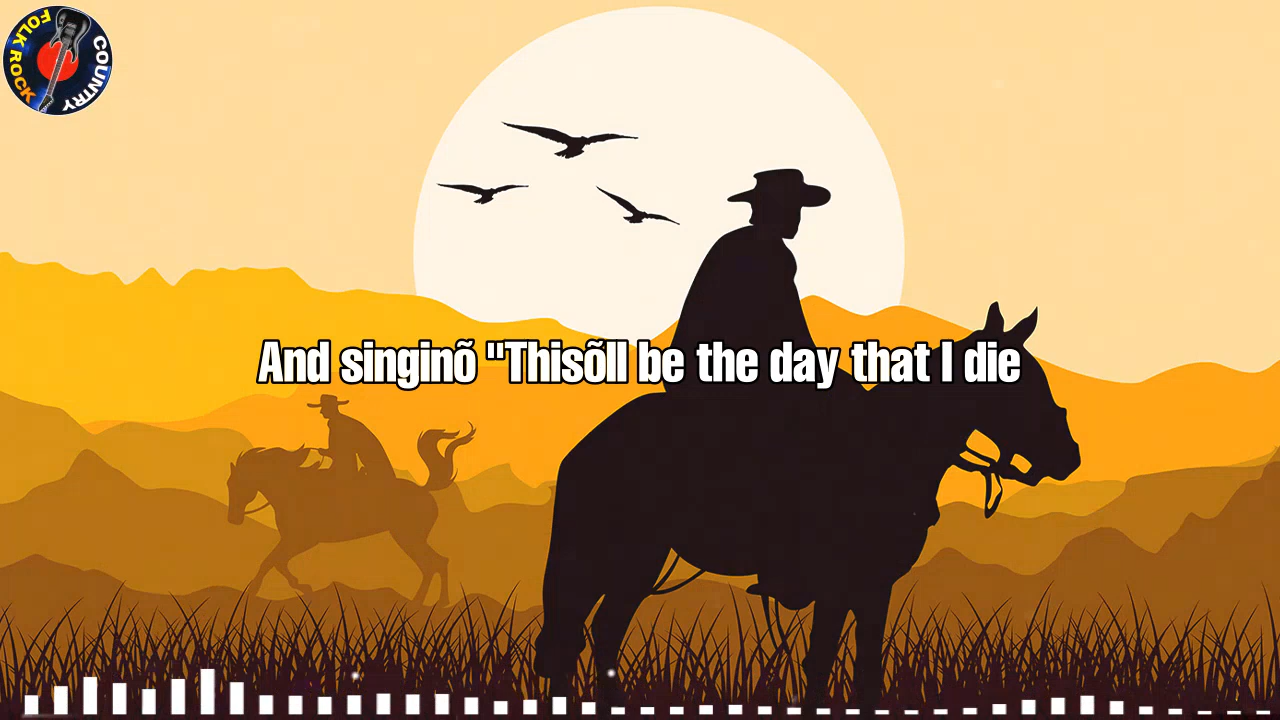 FOLK ROCK
COUNTRY
And singinõ "Thisõll be the day that I die